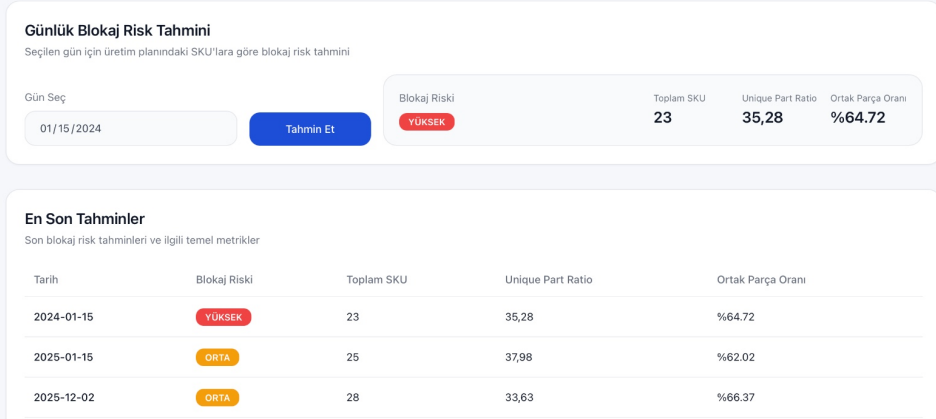 Günlük Blokaj Risk Tahmini
Seçilen gün için üretim planındaki SKU'lara göre blokaj risk tahmini
Gün Seç
01/15/2024
Tahmin Et
Blokaj Riski
YÜKSEK
Toplam SKU
23
Unique Part Ratio
35,28
Ortak Parça Oranı
%64.72
En Son Tahminler
Son blokaj risk tahminleri ve ilgili temel metrikler
Tarih Blokaj Riski Toplam SKU Unique Part Ratio Ortak Parça Oranı
2024-01-15 YÜKSEK 23 35,28 %64.72
2025-01-15 ORTA 25 37,98 %62.02
2025-12-02 ORTA 28 33,63 %66.37